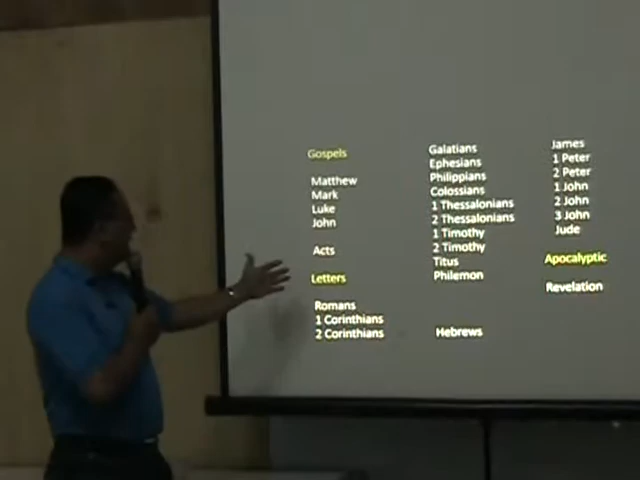 Gospels
Matthew
Mark
Luke
John
Acts
Letters
Romans
1 Corinthians
2 Corinthians
Galatians
Ephesians
Philippians
Colossians
1 Thessalonians
2 Thessalonians
1 Timothy
2 Timothy
Titus
Philemon
Hebrews
James
1 Peter
2 Peter
1 John
2 John
3 John
Jude
Apocalyptic
Revelation